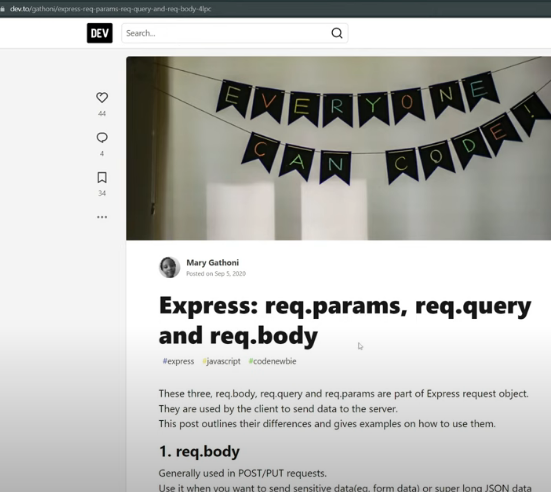 dev.to/gathoni/express-req-params-req-query-and-req-body-4lpc
DEV
Search...
EVERYONE
CAN CODE!
44
4
34
Mary Gathoni
Posted on Sep 5, 2020
Express: req.params, req.query
and req.body
#express #javascript #codenewbie
These three, req.body, req.query and req.params are part of Express request object.
They are used by the client to send data to the server.
This post outlines their differences and gives examples on how to use them.
1. req.body
Generally used in POST/PUT requests.
Use it when you want to send sensitive data(eg. form data) or super long JSON data